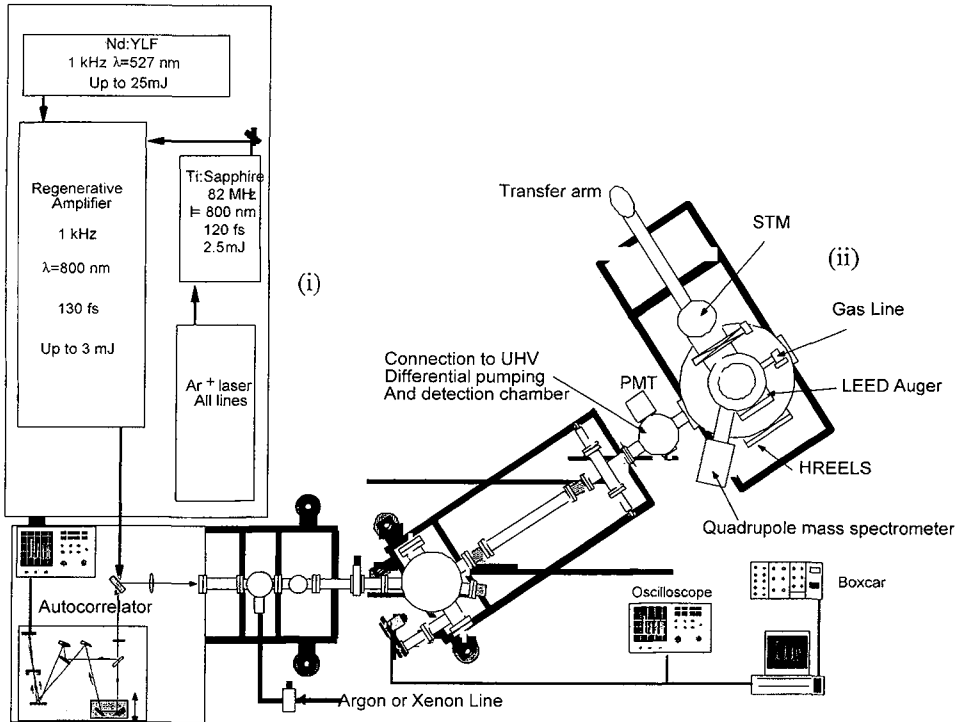 Nd:YLF
1 kHz λ=527 nm
Up to 25mJ
Regenerative
Amplifier
1 kHz
λ=800 nm
130 fs
Up to 3 mJ
Ti:Sapphire
82 MHz
⊨ 800 nm
120 fs
2.5mJ
Ar+ laser
All lines
(i)
Transfer arm
STM
(ii)
Gas Line
Connection to UHV
Differential pumping
And detection chamber
PMT
LEED Auger
HREELS
Quadrupole mass spectrometer
Autocorrelator
Oscilloscope
Boxcar
Argon or Xenon Line